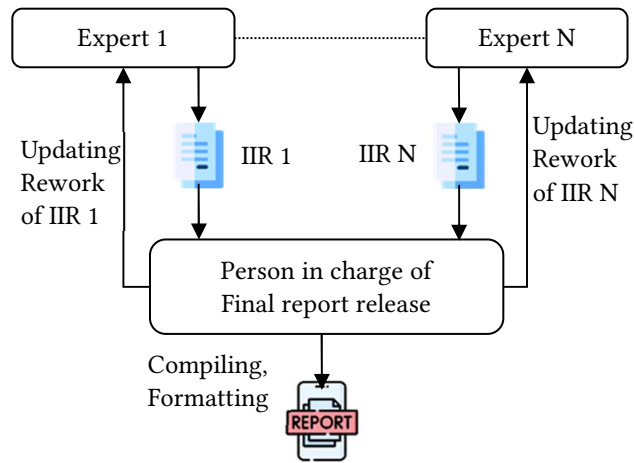 Expert 1
Expert N
IIR 1
IIR N
Updating
Rework
of IIR 1
Updating
Rework
of IIR N
Person in charge of
Final report release
Compiling,
Formatting
REPORT